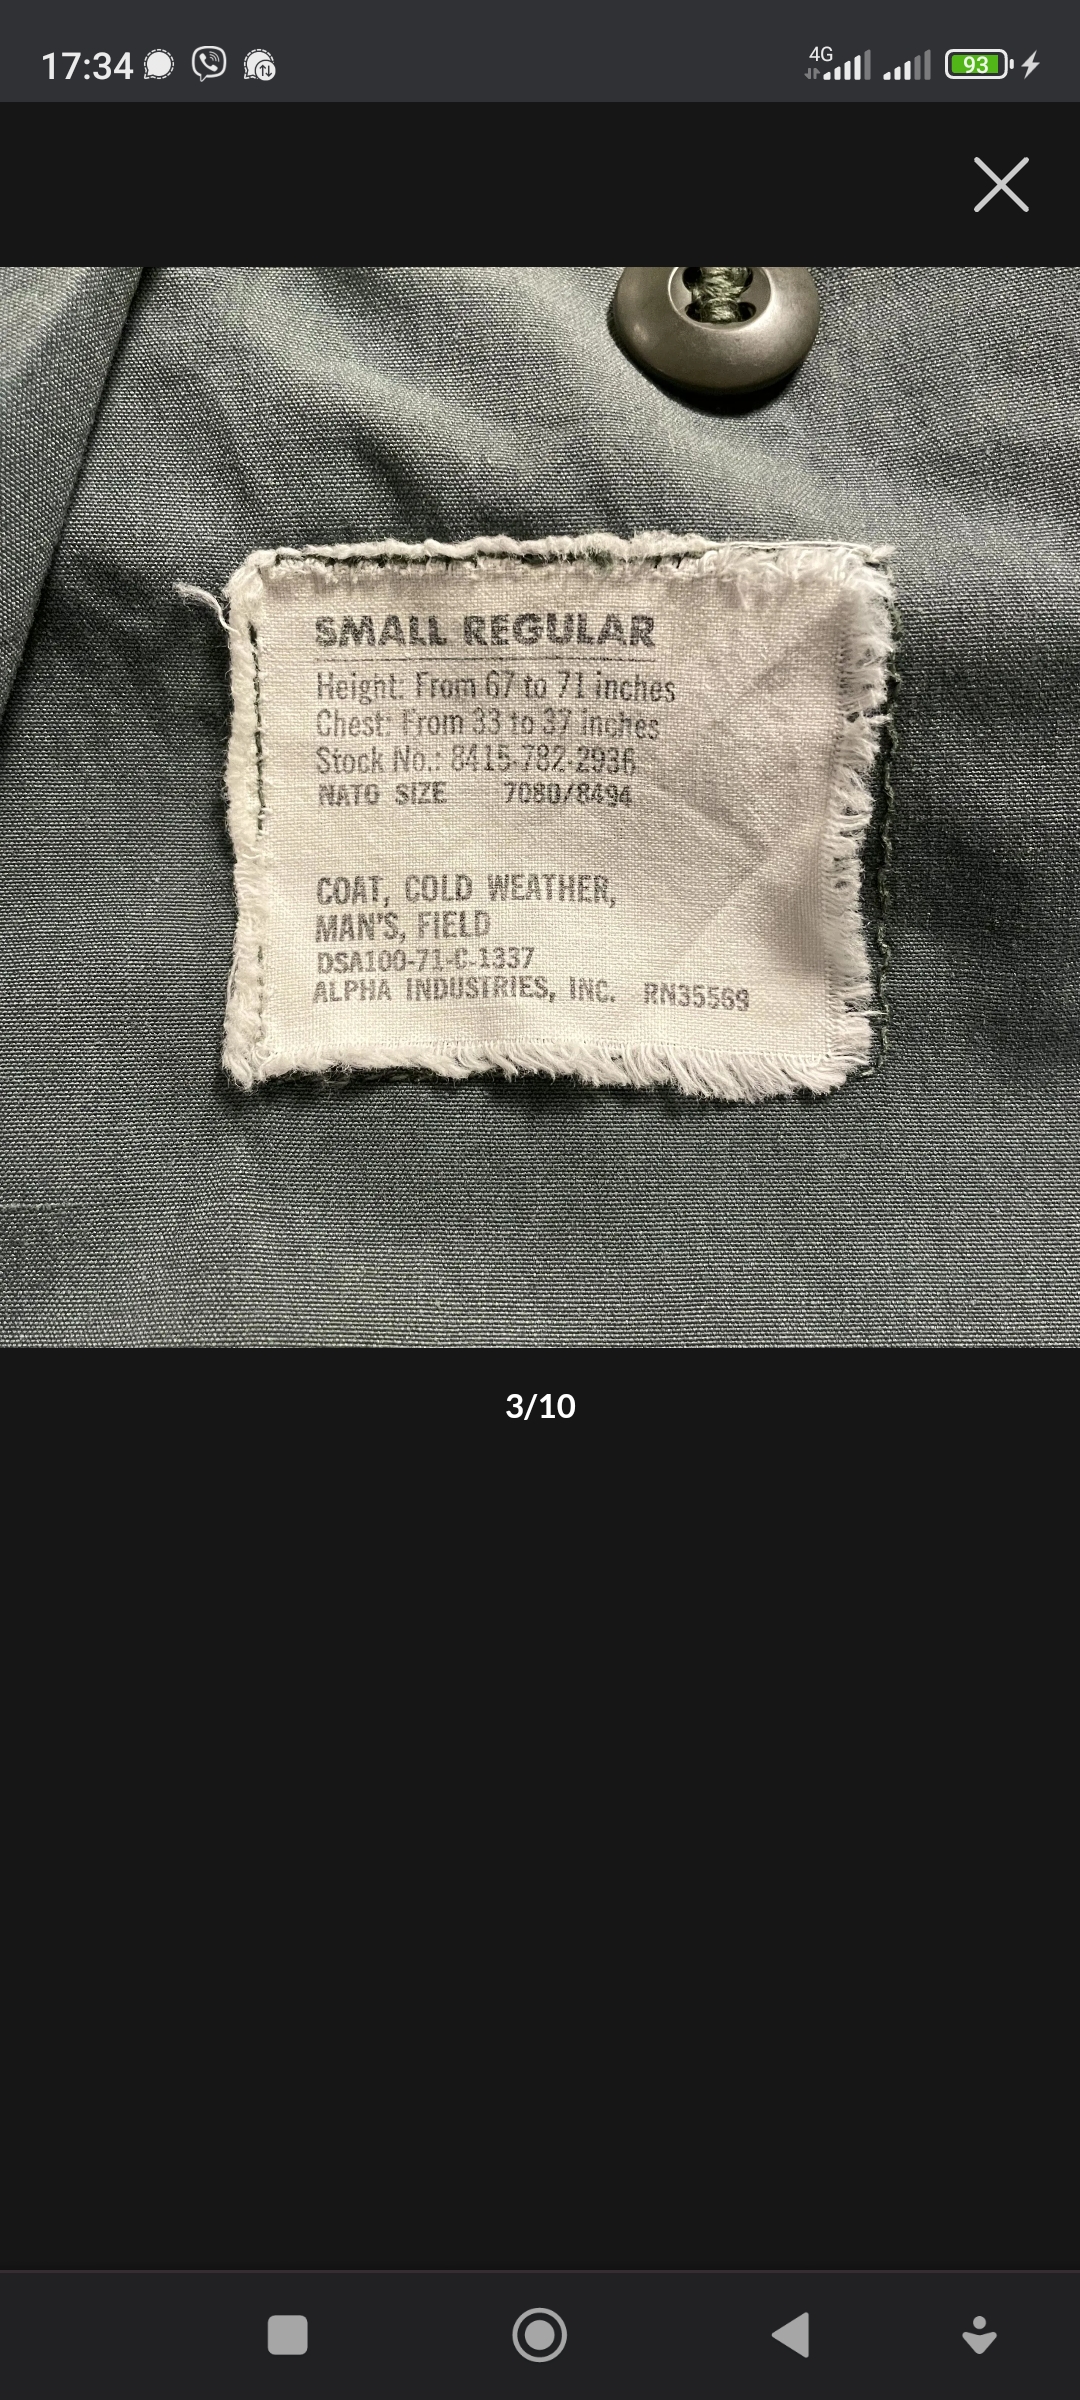 17:34
4G
93
SMALL REGULAR
Height: From 67 to 71 inches
Chest: From 33 to 37 inches
Stock No.: 8415-782-2936
NATO SIZE 7080/8494
COAT, COLD WEATHER,
MAN'S, FIELD
DSA100-71-C-1337
ALPHA INDUSTRIES, INC. RN35569
3/10